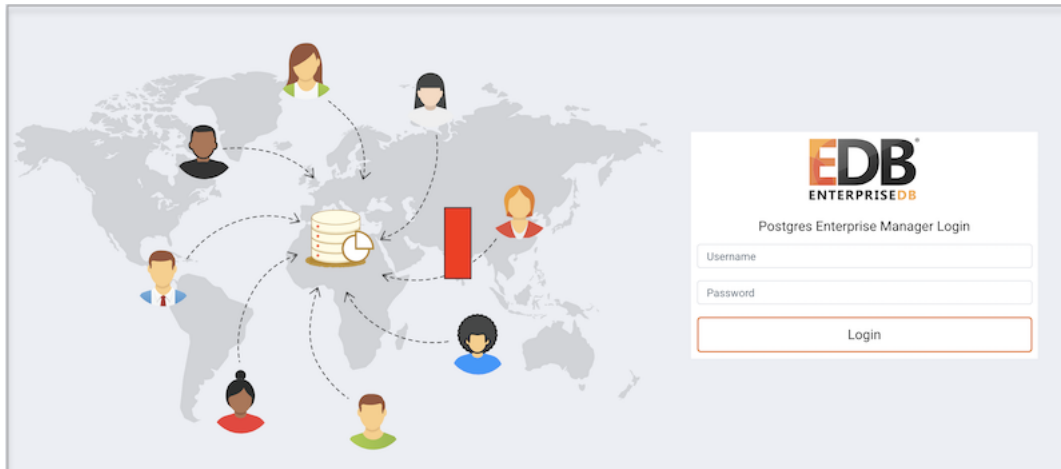 EDB®
ENTERPRISEDB
Postgres Enterprise Manager Login
Username
Password
Login